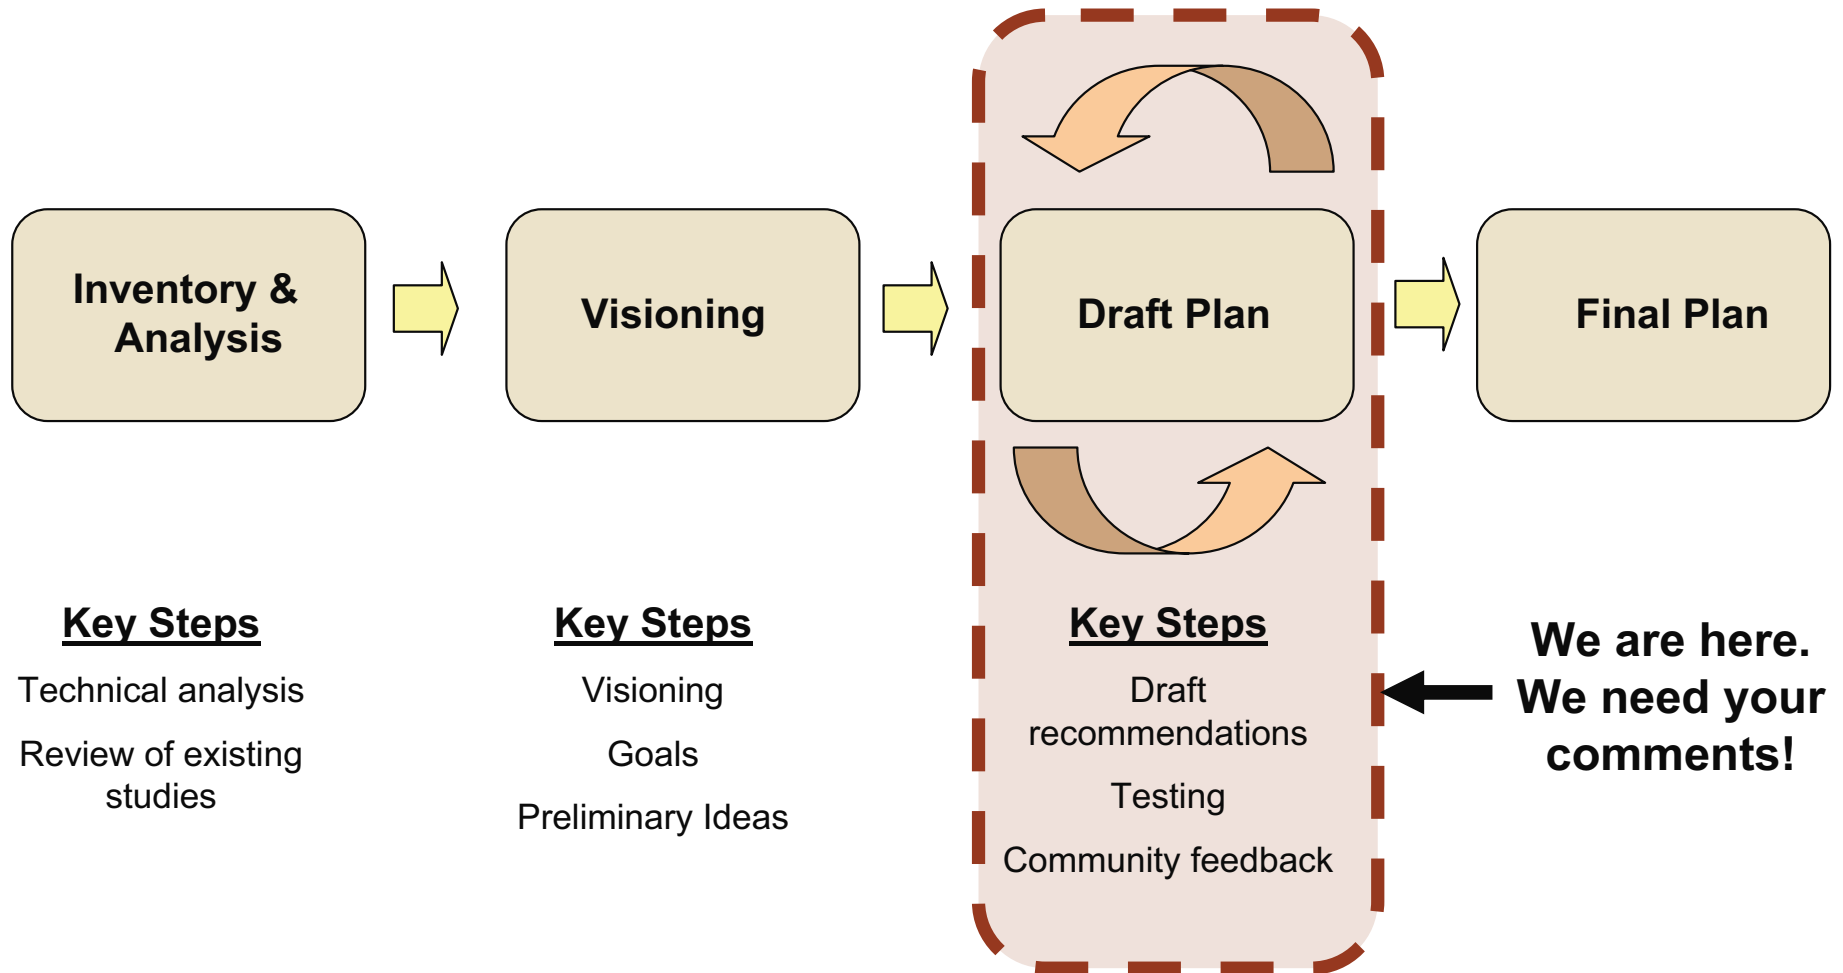 Inventory &
Analysis
Visioning
Draft Plan
Final Plan
Key Steps
Technical analysis
Review of existing
studies
Key Steps
Visioning
Goals
Preliminary Ideas
Key Steps
Draft
recommendations
Testing
Community feedback
We are here.
We need your
comments!